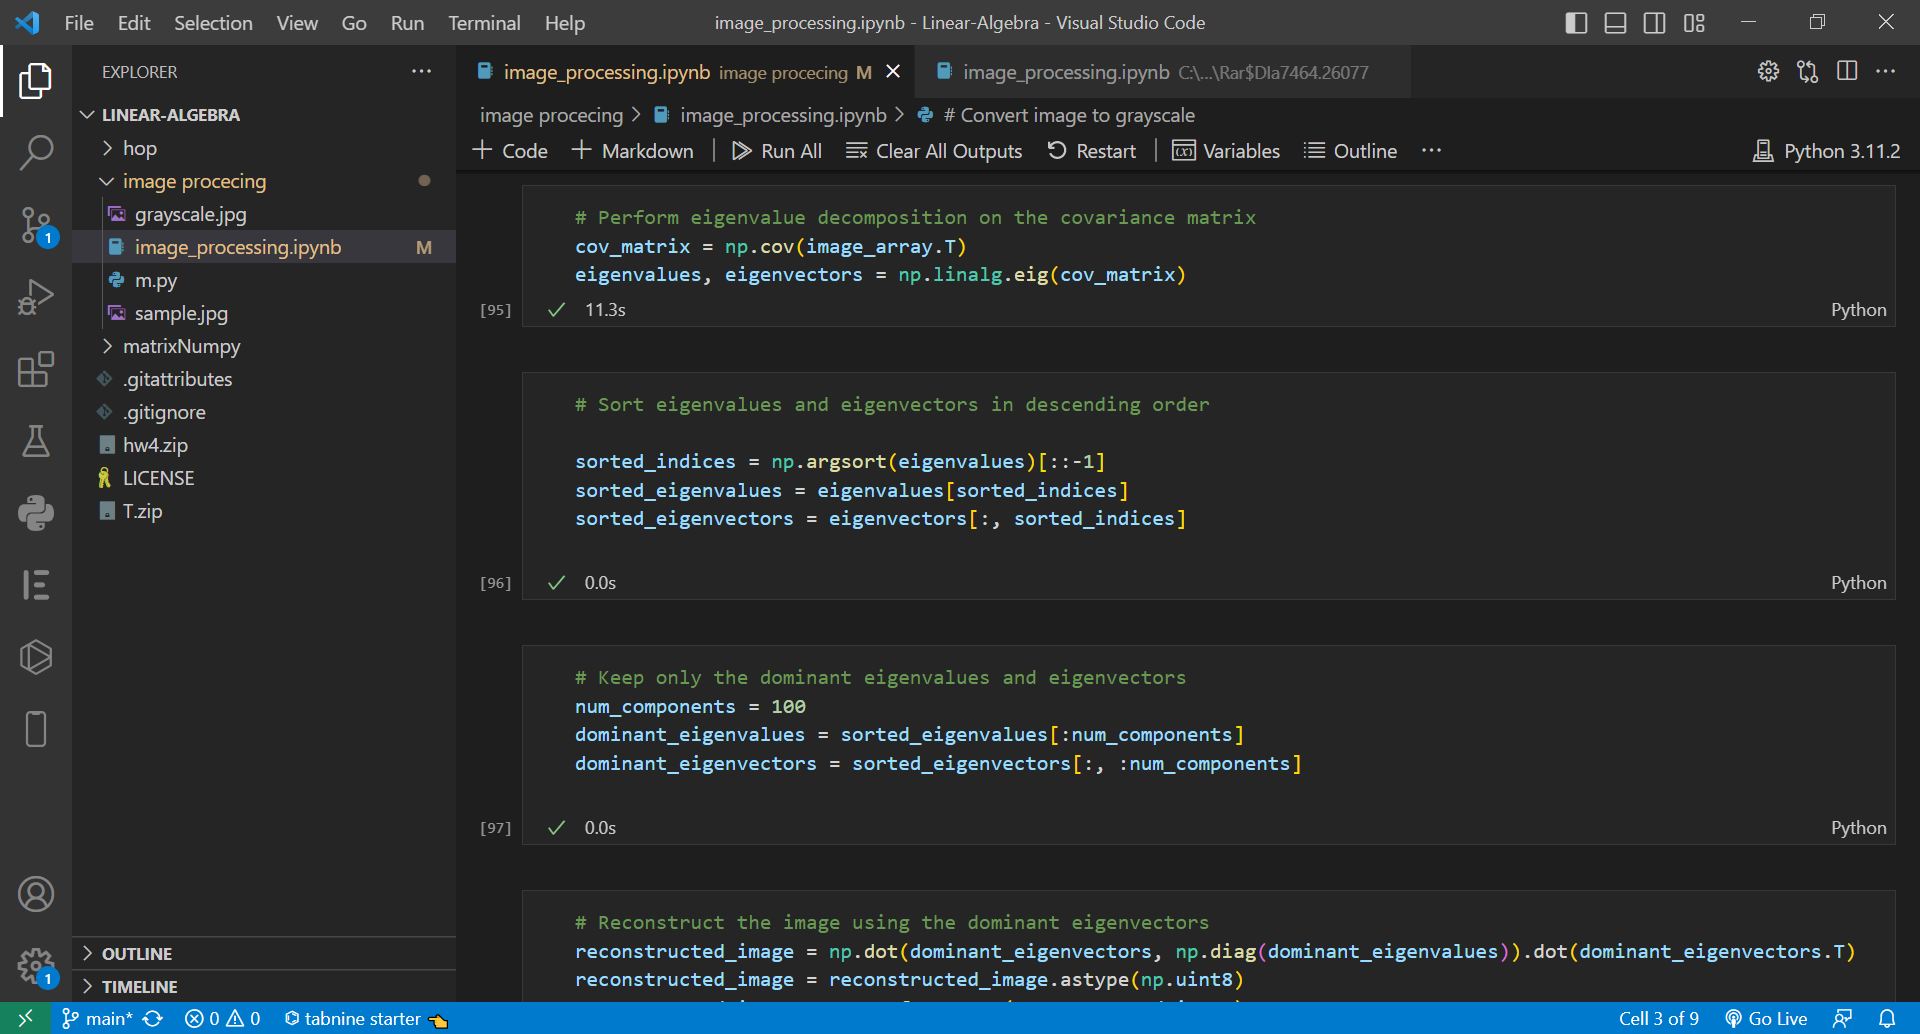 File Edit Selection View Go Run Terminal Help
image_processing.ipynb - Linear-Algebra - Visual Studio Code
EXPLORER
LINEAR-ALGEBRA
hop
image procecing
grayscale.jpg
image_processing.ipynb M
m.py
sample.jpg
matrixNumpy
.gitattributes
.gitignore
hw4.zip
LICENSE
T.zip
OUTLINE
TIMELINE
1
1
image_processing.ipynb image procecing M
image_processing.ipynb C:\...\Rar$DIa7464.26077
image procecing > image_processing.ipynb > # Convert image to grayscale
+ Code + Markdown Run All Clear All Outputs Restart Variables Outline ...
Python 3.11.2
# Perform eigenvalue decomposition on the covariance matrix
cov_matrix = np.cov(image_array.T)
eigenvalues, eigenvectors = np.linalg.eig(cov_matrix)
[95] 11.3s Python
# Sort eigenvalues and eigenvectors in descending order
sorted_indices = np.argsort(eigenvalues)[::-1]
sorted_eigenvalues = eigenvalues[sorted_indices]
sorted_eigenvectors = eigenvectors[:, sorted_indices]
[96] 0.0s Python
# Keep only the dominant eigenvalues and eigenvectors
num_components = 100
dominant_eigenvalues = sorted_eigenvalues[:num_components]
dominant_eigenvectors = sorted_eigenvectors[:, :num_components]
[97] 0.0s Python
# Reconstruct the image using the dominant eigenvectors
reconstructed_image = np.dot(dominant_eigenvectors, np.diag(dominant_eigenvalues)).dot(dominant_eigenvectors.T)
reconstructed_image = reconstructed_image.astype(np.uint8)
main* 0 0 tabnine starter
Cell 3 of 9 Go Live